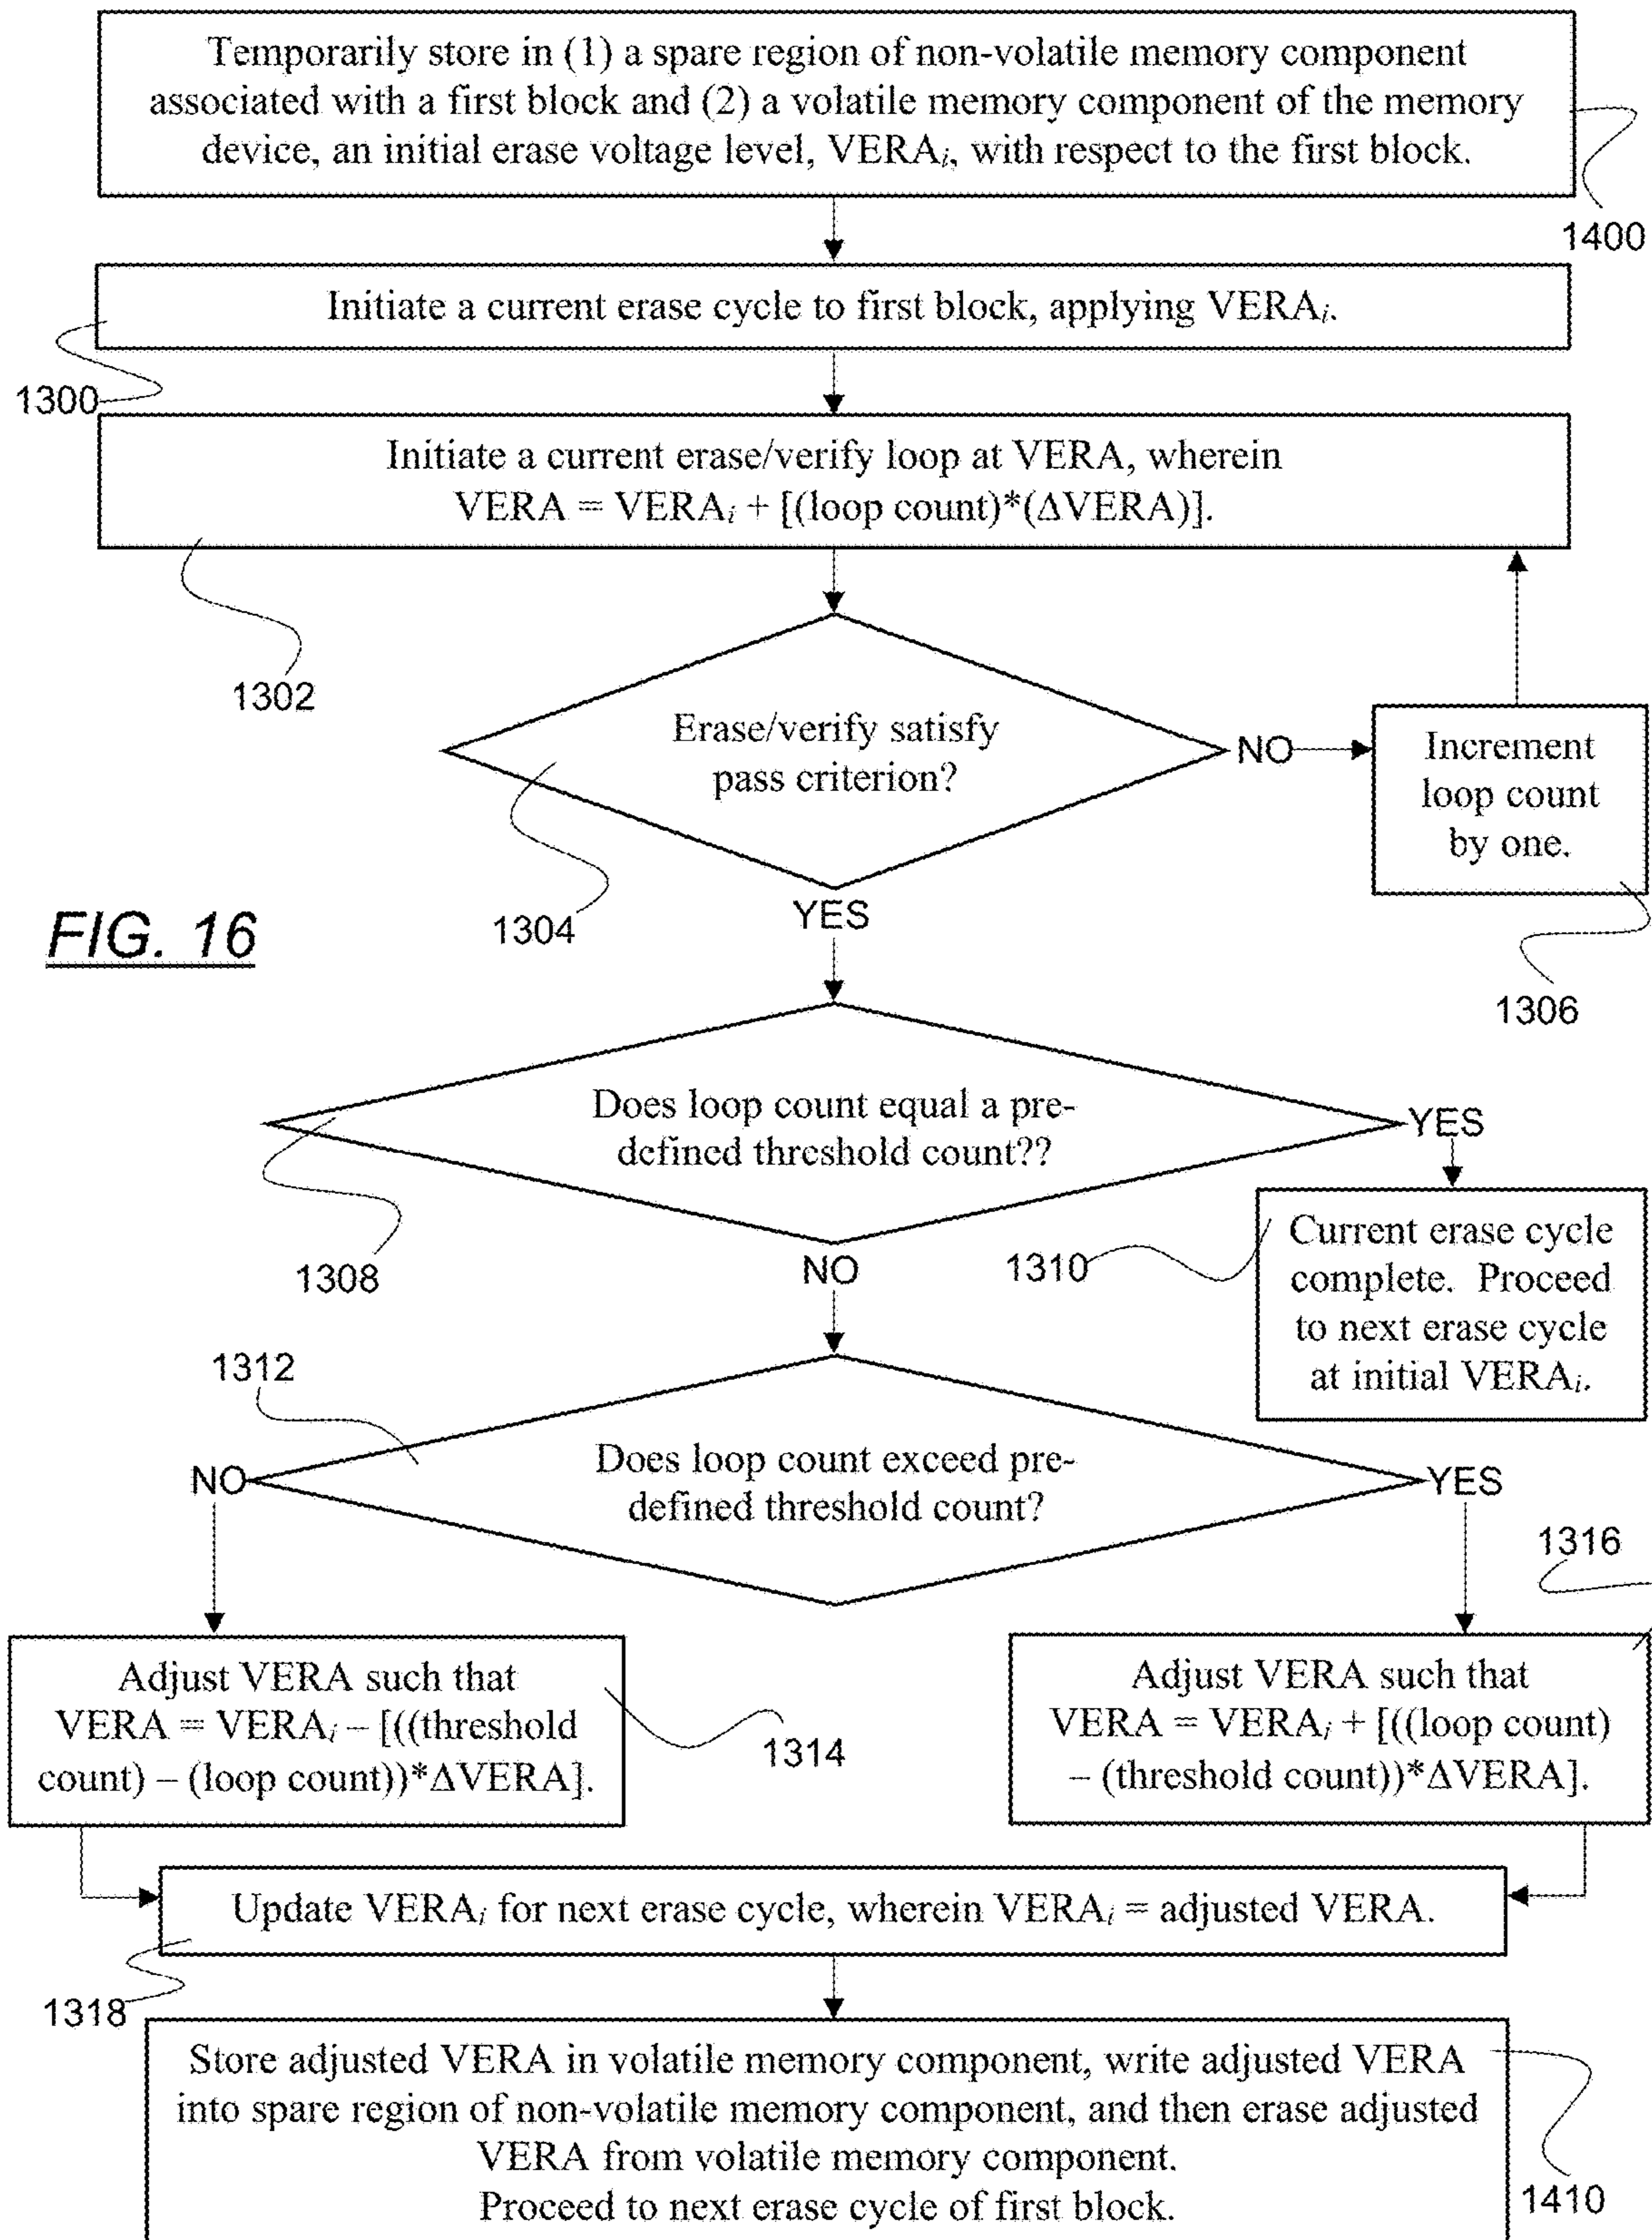 Temporarily store in (1) a spare region of non-volatile memory component
associated with a first block and (2) a volatile memory component of the memory
device, an initial erase voltage level, VERAi, with respect to the first block.
1400
Initiate a current erase cycle to first block, applying VERAi.
1300
Initiate a current erase/verify loop at VERA, wherein
VERA = VERAi + [(loop count)*(ΔVERA)].
1302
Erase/verify satisfy
pass criterion?
NO
Increment
loop count
by one.
1304
YES
FIG. 16
1306
Does loop count equal a pre-
defined threshold count??
YES
1308
NO
1310
Current erase cycle
complete. Proceed
to next erase cycle
at initial VERAi.
1312
Does loop count exceed pre-
defined threshold count?
NO
YES
1316
Adjust VERA such that
VERA = VERAi – [((threshold
count) – (loop count))*ΔVERA].
1314
Adjust VERA such that
VERA = VERAi + [((loop count)
– (threshold count))*ΔVERA].
Update VERAi for next erase cycle, wherein VERAi = adjusted VERA.
1318
Store adjusted VERA in volatile memory component, write adjusted VERA
into spare region of non-volatile memory component, and then erase adjusted
VERA from volatile memory component.
Proceed to next erase cycle of first block.
1410